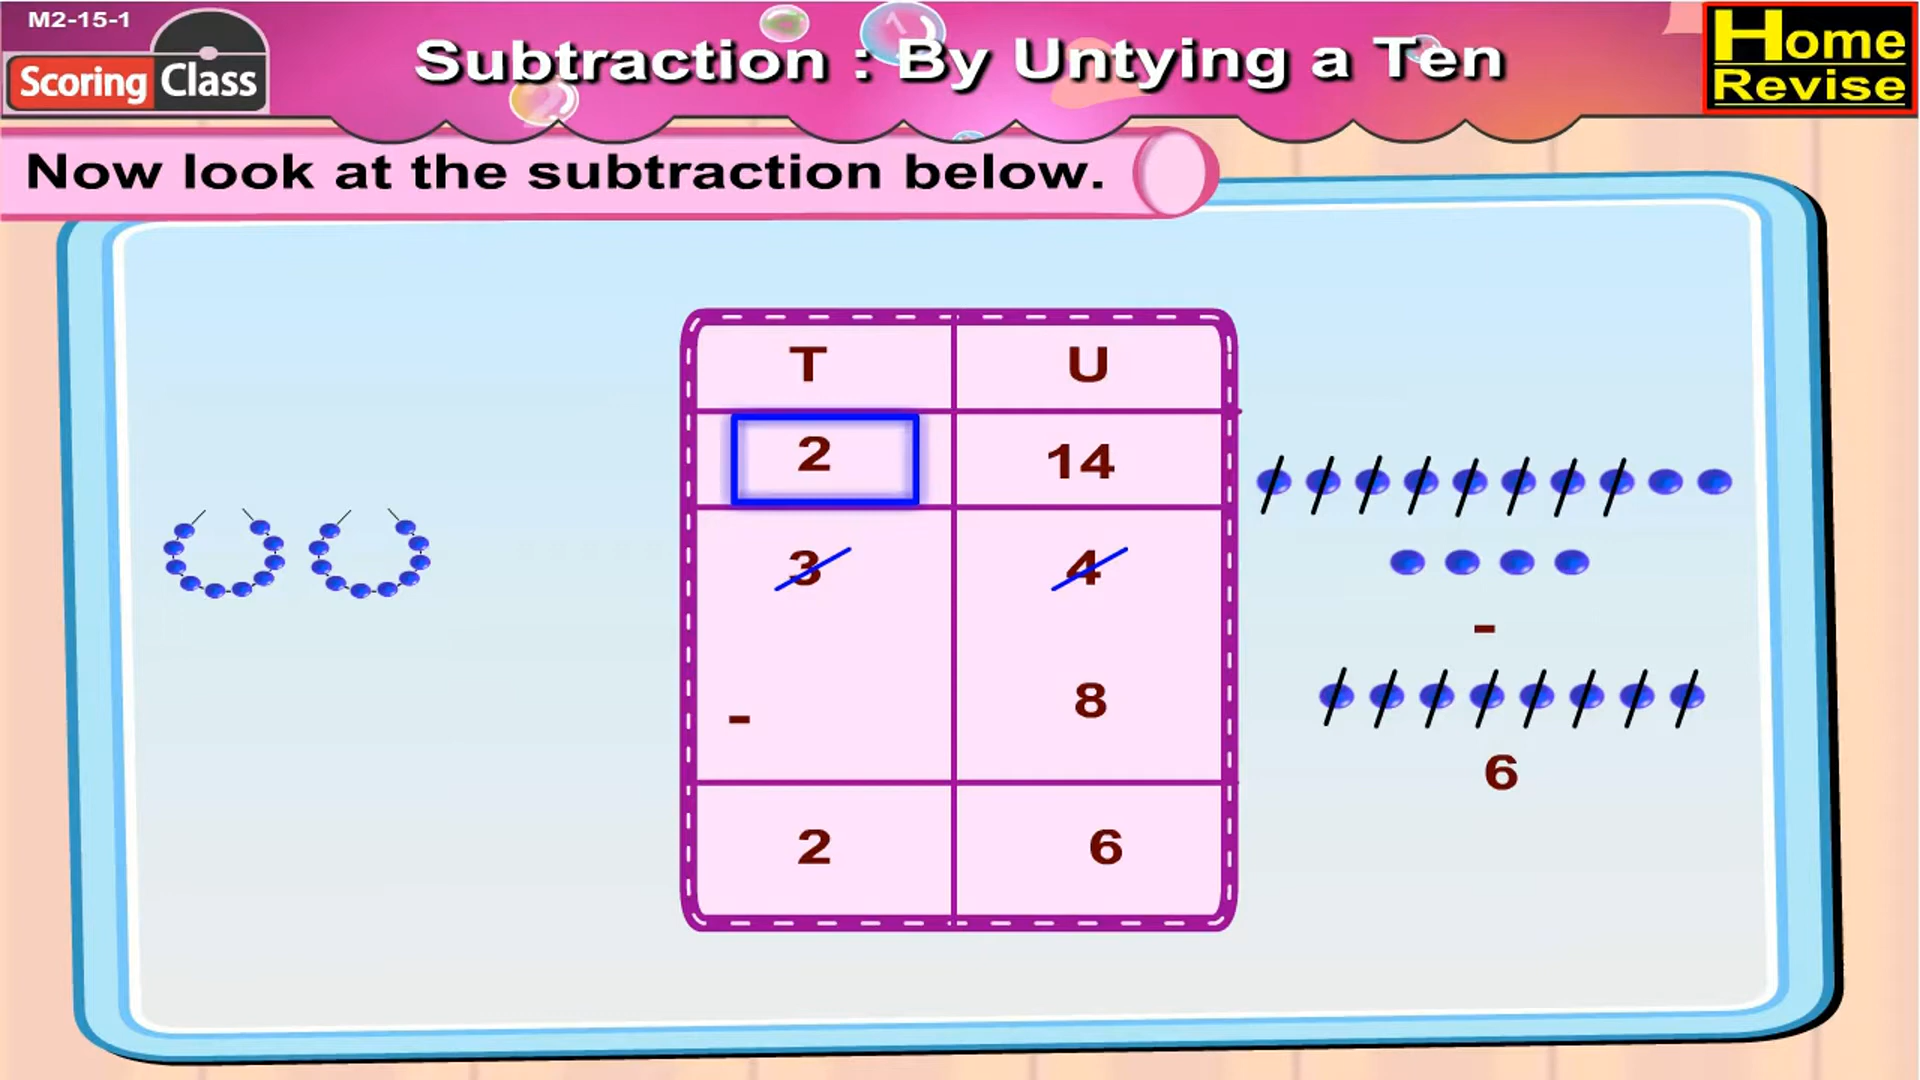 M2-15-1
Scoring Class
Subtraction : By Untying a Ten
Home
Revise
Now look at the subtraction below.
T U
2 14
3 4
- 8
2 6
-
6